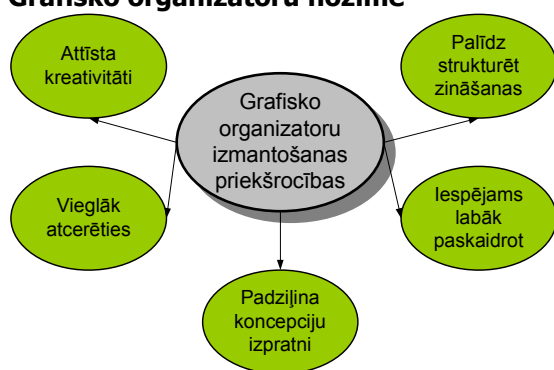 Grafisko organizatoru nozīme
Attīsta
kreativitāti
Palīdz
strukturēt
zināšanas
Grafisko
organizatoru
izmantošanas
priekšrocības
Vieglāk
atcerēties
Iespējams
labāk
paskaidrot
Padziļina
koncepciju
izpratni